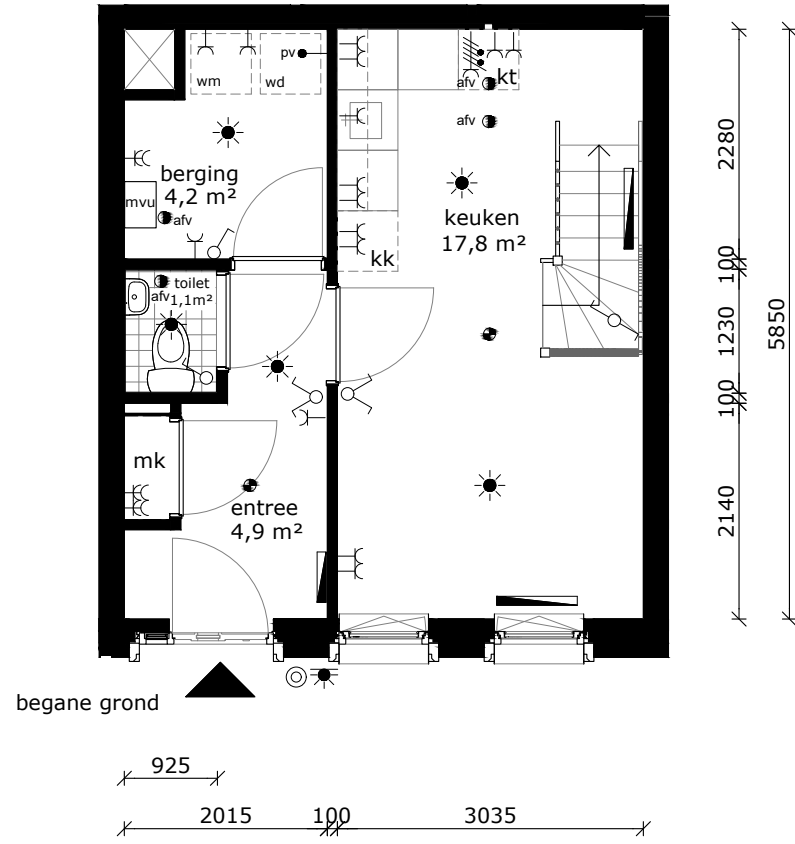 pv
wm
wd
kt
afv
afv
berging
4,2 m²
mvu
afv
keuken
17,8 m²
kk
toilet
afv
1,1m²
mk
entree
4,9 m²
begane grond
2280
100
1230
100
2140
5850
925
2015
100
3035